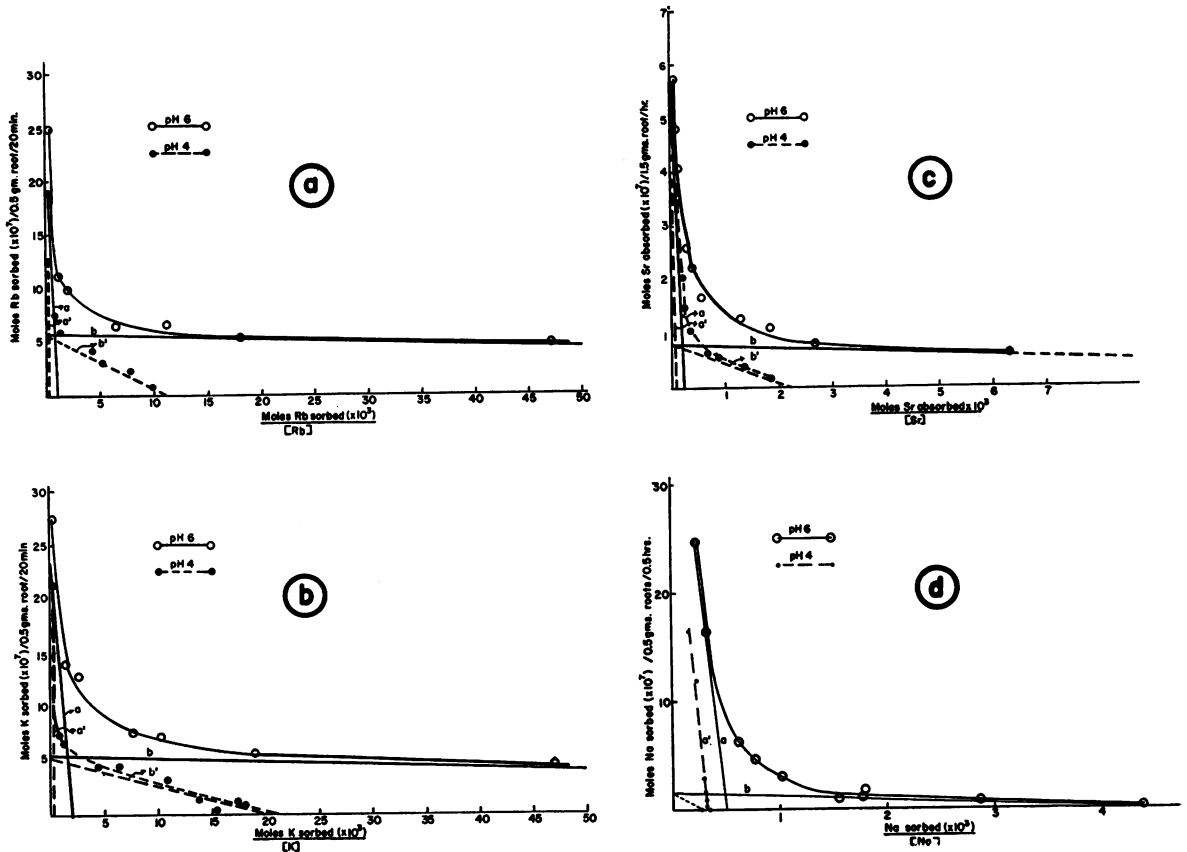 30
25
20
15
10
5
Moles Rb sorbed (x10⁷)/0.5 gm. root/20min.
pH 6
pH 4
a
a
a'
b
b'
5
10
15
20
25
30
35
40
45
50
Moles Rb sorbed (x10³)
[Rb]
7
6
5
4
3
2
1
Moles Sr absorbed (x10⁷)/1.5 gms. root/hr.
pH 6
pH 4
c
a
a'
b
b'
1
2
3
4
5
6
7
Moles Sr absorbed x 10³
[Sr]
30
25
20
15
10
5
Moles K sorbed (x10⁷)/0.5 gms. root/20min
pH 6
pH 4
b
a
a'
b
b'
10
15
20
25
30
35
40
45
50
Moles K sorbed (x10³)
[K]
30
20
10
Moles Na sorbed (x10⁷) /0.5 gms. roots/0.5 hrs.
pH 6
pH 4
d
a'
a
b
1
2
3
4
Na sorbed (x10³)